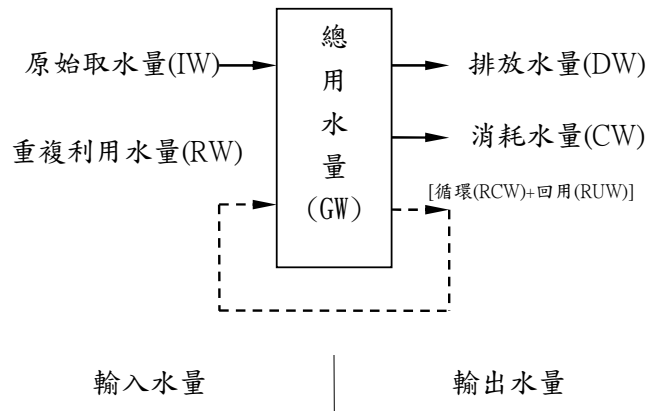 原始取水量(IW)
重複利用水量(RW)
總
用
水
量
(GW)
排放水量(DW)
消耗水量(CW)
[循環(RCW)+回用(RUW)]
輸入水量
輸出水量